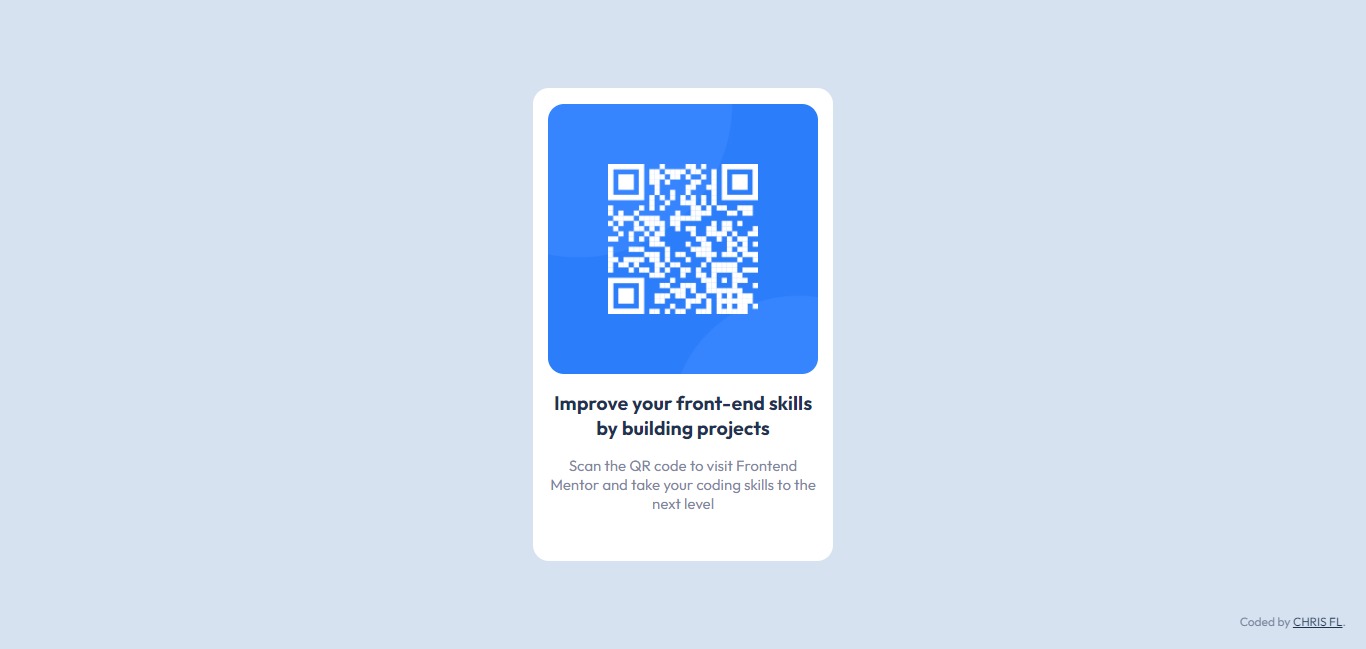 Improve your front-end skills
by building projects
Scan the QR code to visit Frontend
Mentor and take your coding skills to the
next level
Coded by CHRIS FL.